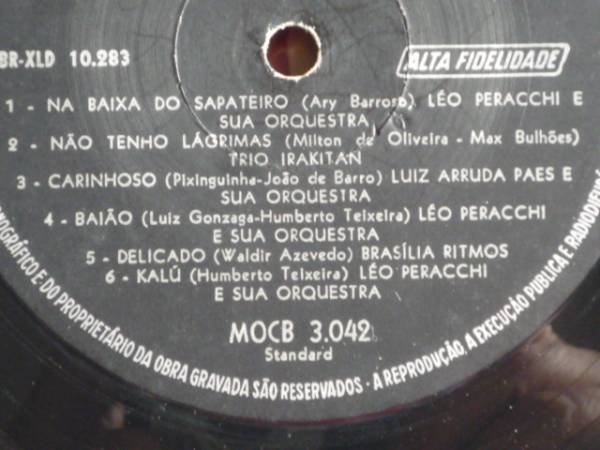 BR-XLD 10.283
ALTA FIDELIDADE
1 - NA BAIXA DO SAPATEIRO (Ary Barroso) LÉO PERACCHI E
SUA ORQUESTRA
2 - NÃO TENHO LÁGRIMAS (Milton de Oliveira - Max Bulhões)
TRIO IRAKITAN
3 - CARINHOSO (Pixinguinha-João de Barro) LUIZ ARRUDA PAES E
SUA ORQUESTRA
4 - BAIÃO (Luiz Gonzaga-Humberto Teixeira) LÉO PERACCHI
E SUA ORQUESTRA
5 - DELICADO (Waldir Azevedo) BRASÍLIA RITMOS
6 - KALÚ (Humberto Teixeira) LÉO PERACCHI
E SUA ORQUESTRA
MOCB 3.042
Standard
NOGRÁFICO E DO PROPRIETÁRIO DA OBRA GRAVADA SÃO RESERVADOS - A REPRODUÇÃO, A EXECUÇÃO PUBLICA E RADIODIFU